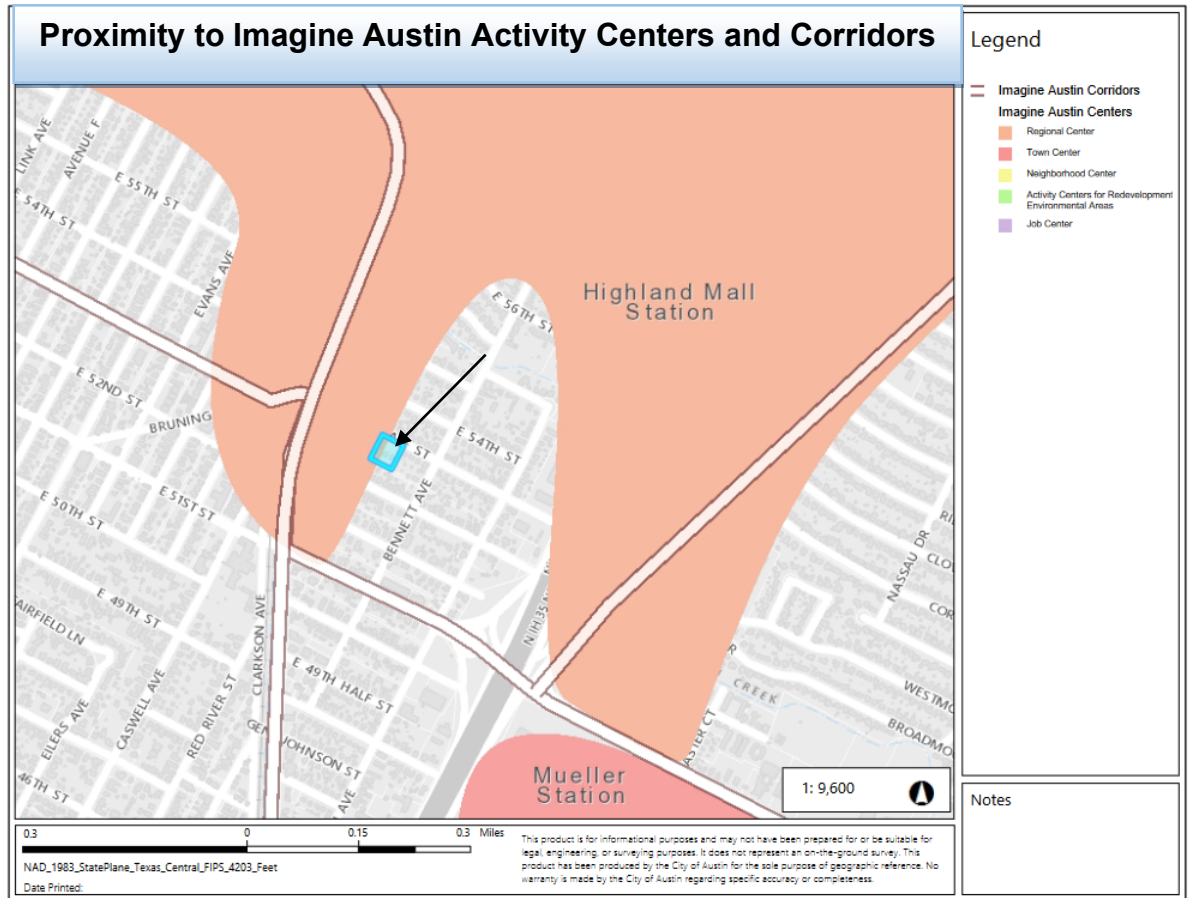 Proximity to Imagine Austin Activity Centers and Corridors
Legend
Imagine Austin Corridors
Imagine Austin Centers
Regional Center
Town Center
Neighborhood Center
Activity Centers for Redevelopment
Environmental Areas
Job Center
LINK AVE
AVENUE F
E 55TH ST
E 54TH ST
EVANS AVE
E 56TH ST
Highland Mall
Station
E 52ND ST
BRUNING
E 54TH ST
ST
E 51ST ST
E 50TH ST
BENNETT AVE
NASSAU DR
E 49TH ST
CLARKSON AVE
N IH 35
E 49TH HALF ST
CREEK
EILERS AVE
CASWELL AVE
RED RIVER ST
JOHNSON ST
46TH ST
AVE
Mueller
Station
1: 9,600
Notes
0.3 0 0.15 0.3 Miles
NAD_1983_StatePlane_Texas_Central_FIPS_4203_Feet
Date Printed:
This product is for informational purposes and may not have been prepared for or be suitable for
legal, engineering, or surveying purposes. It does not represent an on-the-ground survey. This
product has been produced by the City of Austin for the sole purpose of geographic reference. No
warranty is made by the City of Austin regarding specific accuracy or completeness.